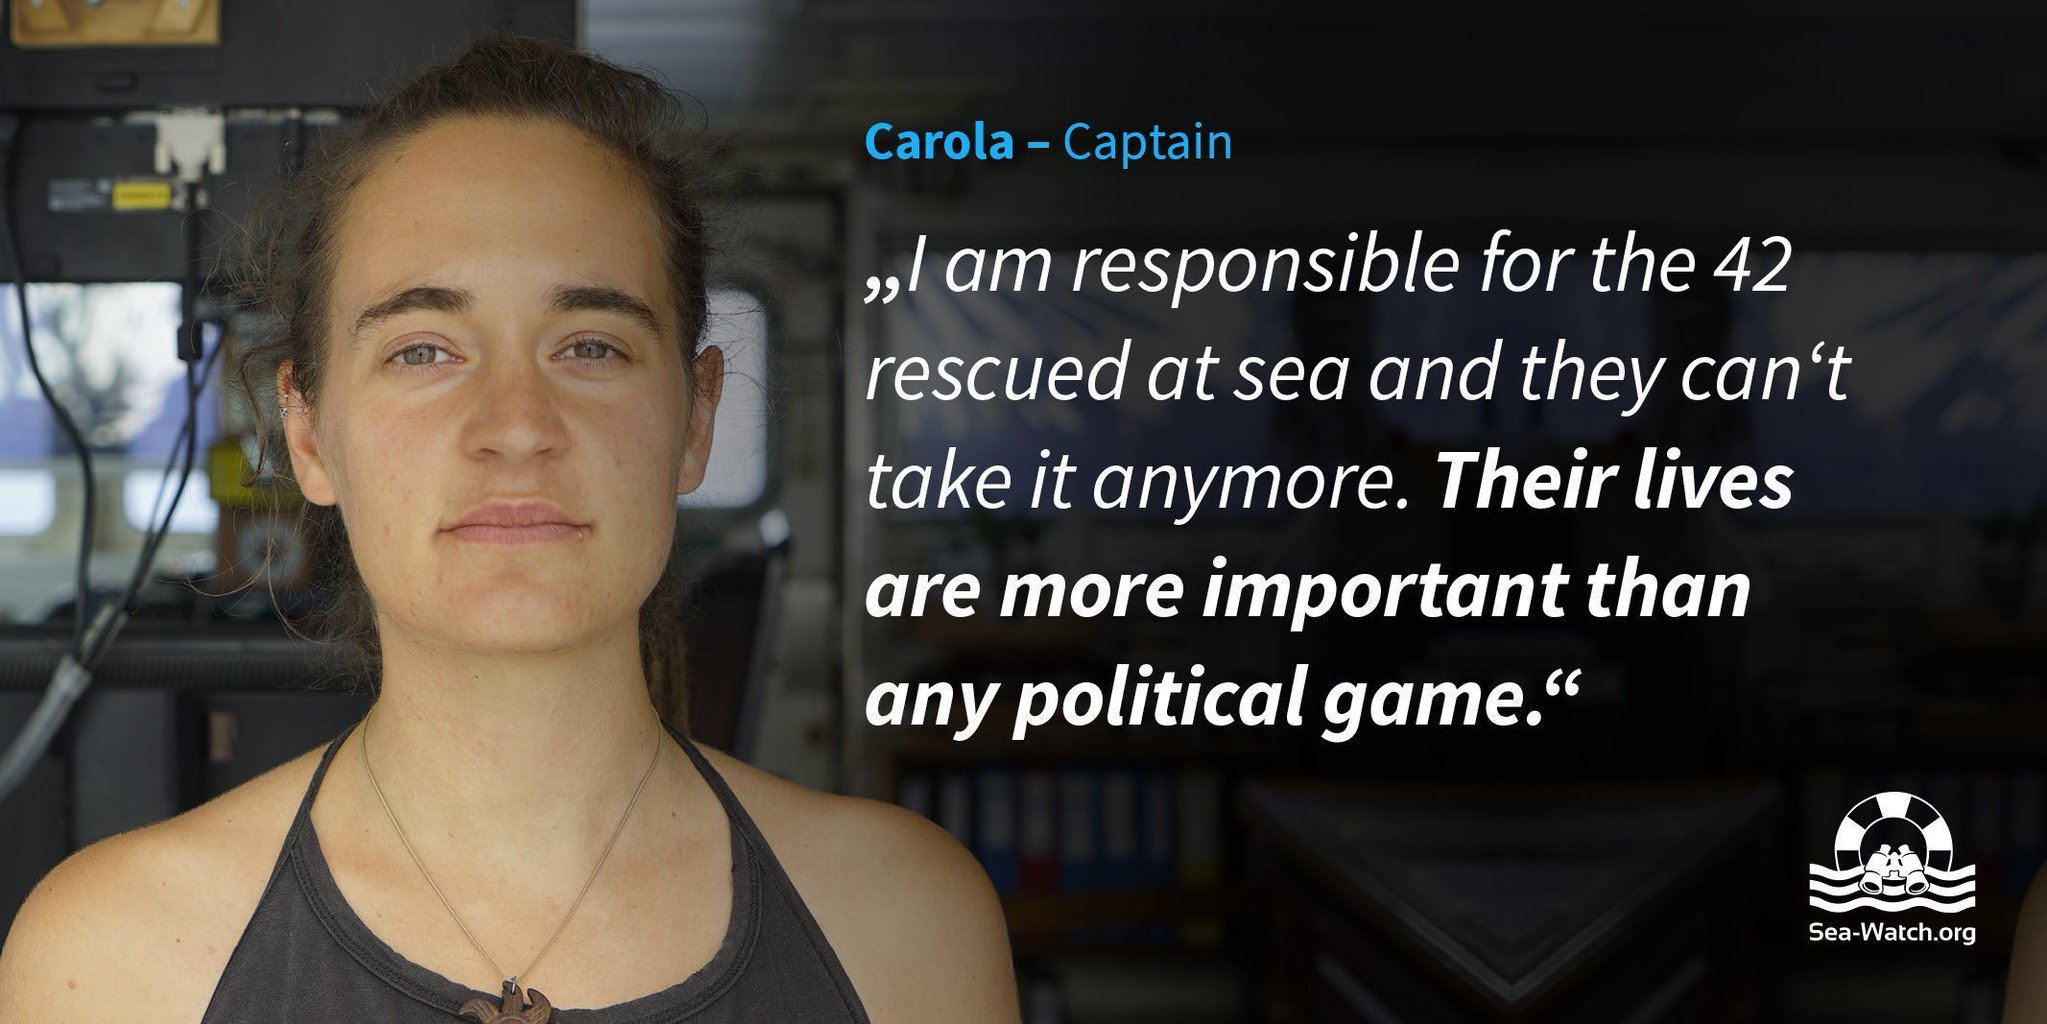 Carola – Captain
„I am responsible for the 42
rescued at sea and they can‘t
take it anymore. Their lives
are more important than
any political game.“
Sea-Watch.org